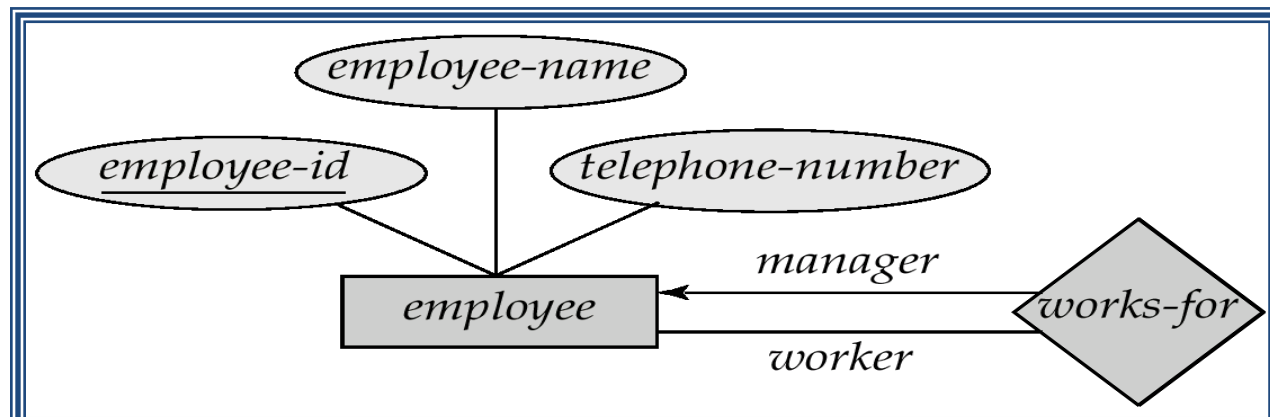 employee-name
employee-id
telephone-number
manager
employee
works-for
worker